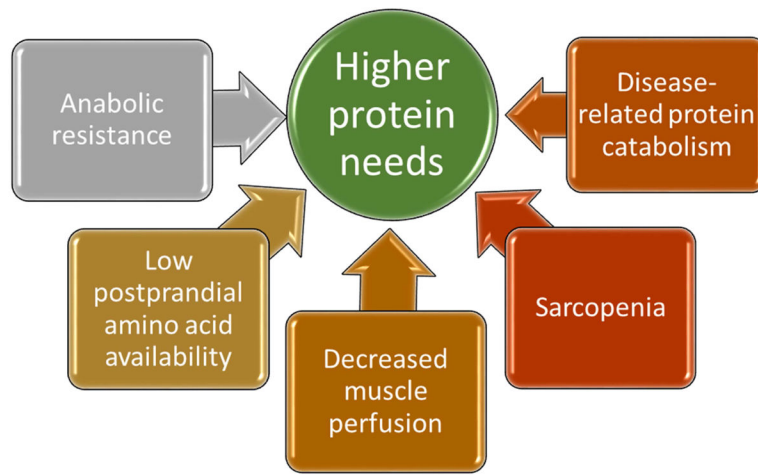 Higher
protein
needs
Anabolic
resistance
Low
postprandial
amino acid
availability
Decreased
muscle
perfusion
Sarcopenia
Disease-
related protein
catabolism